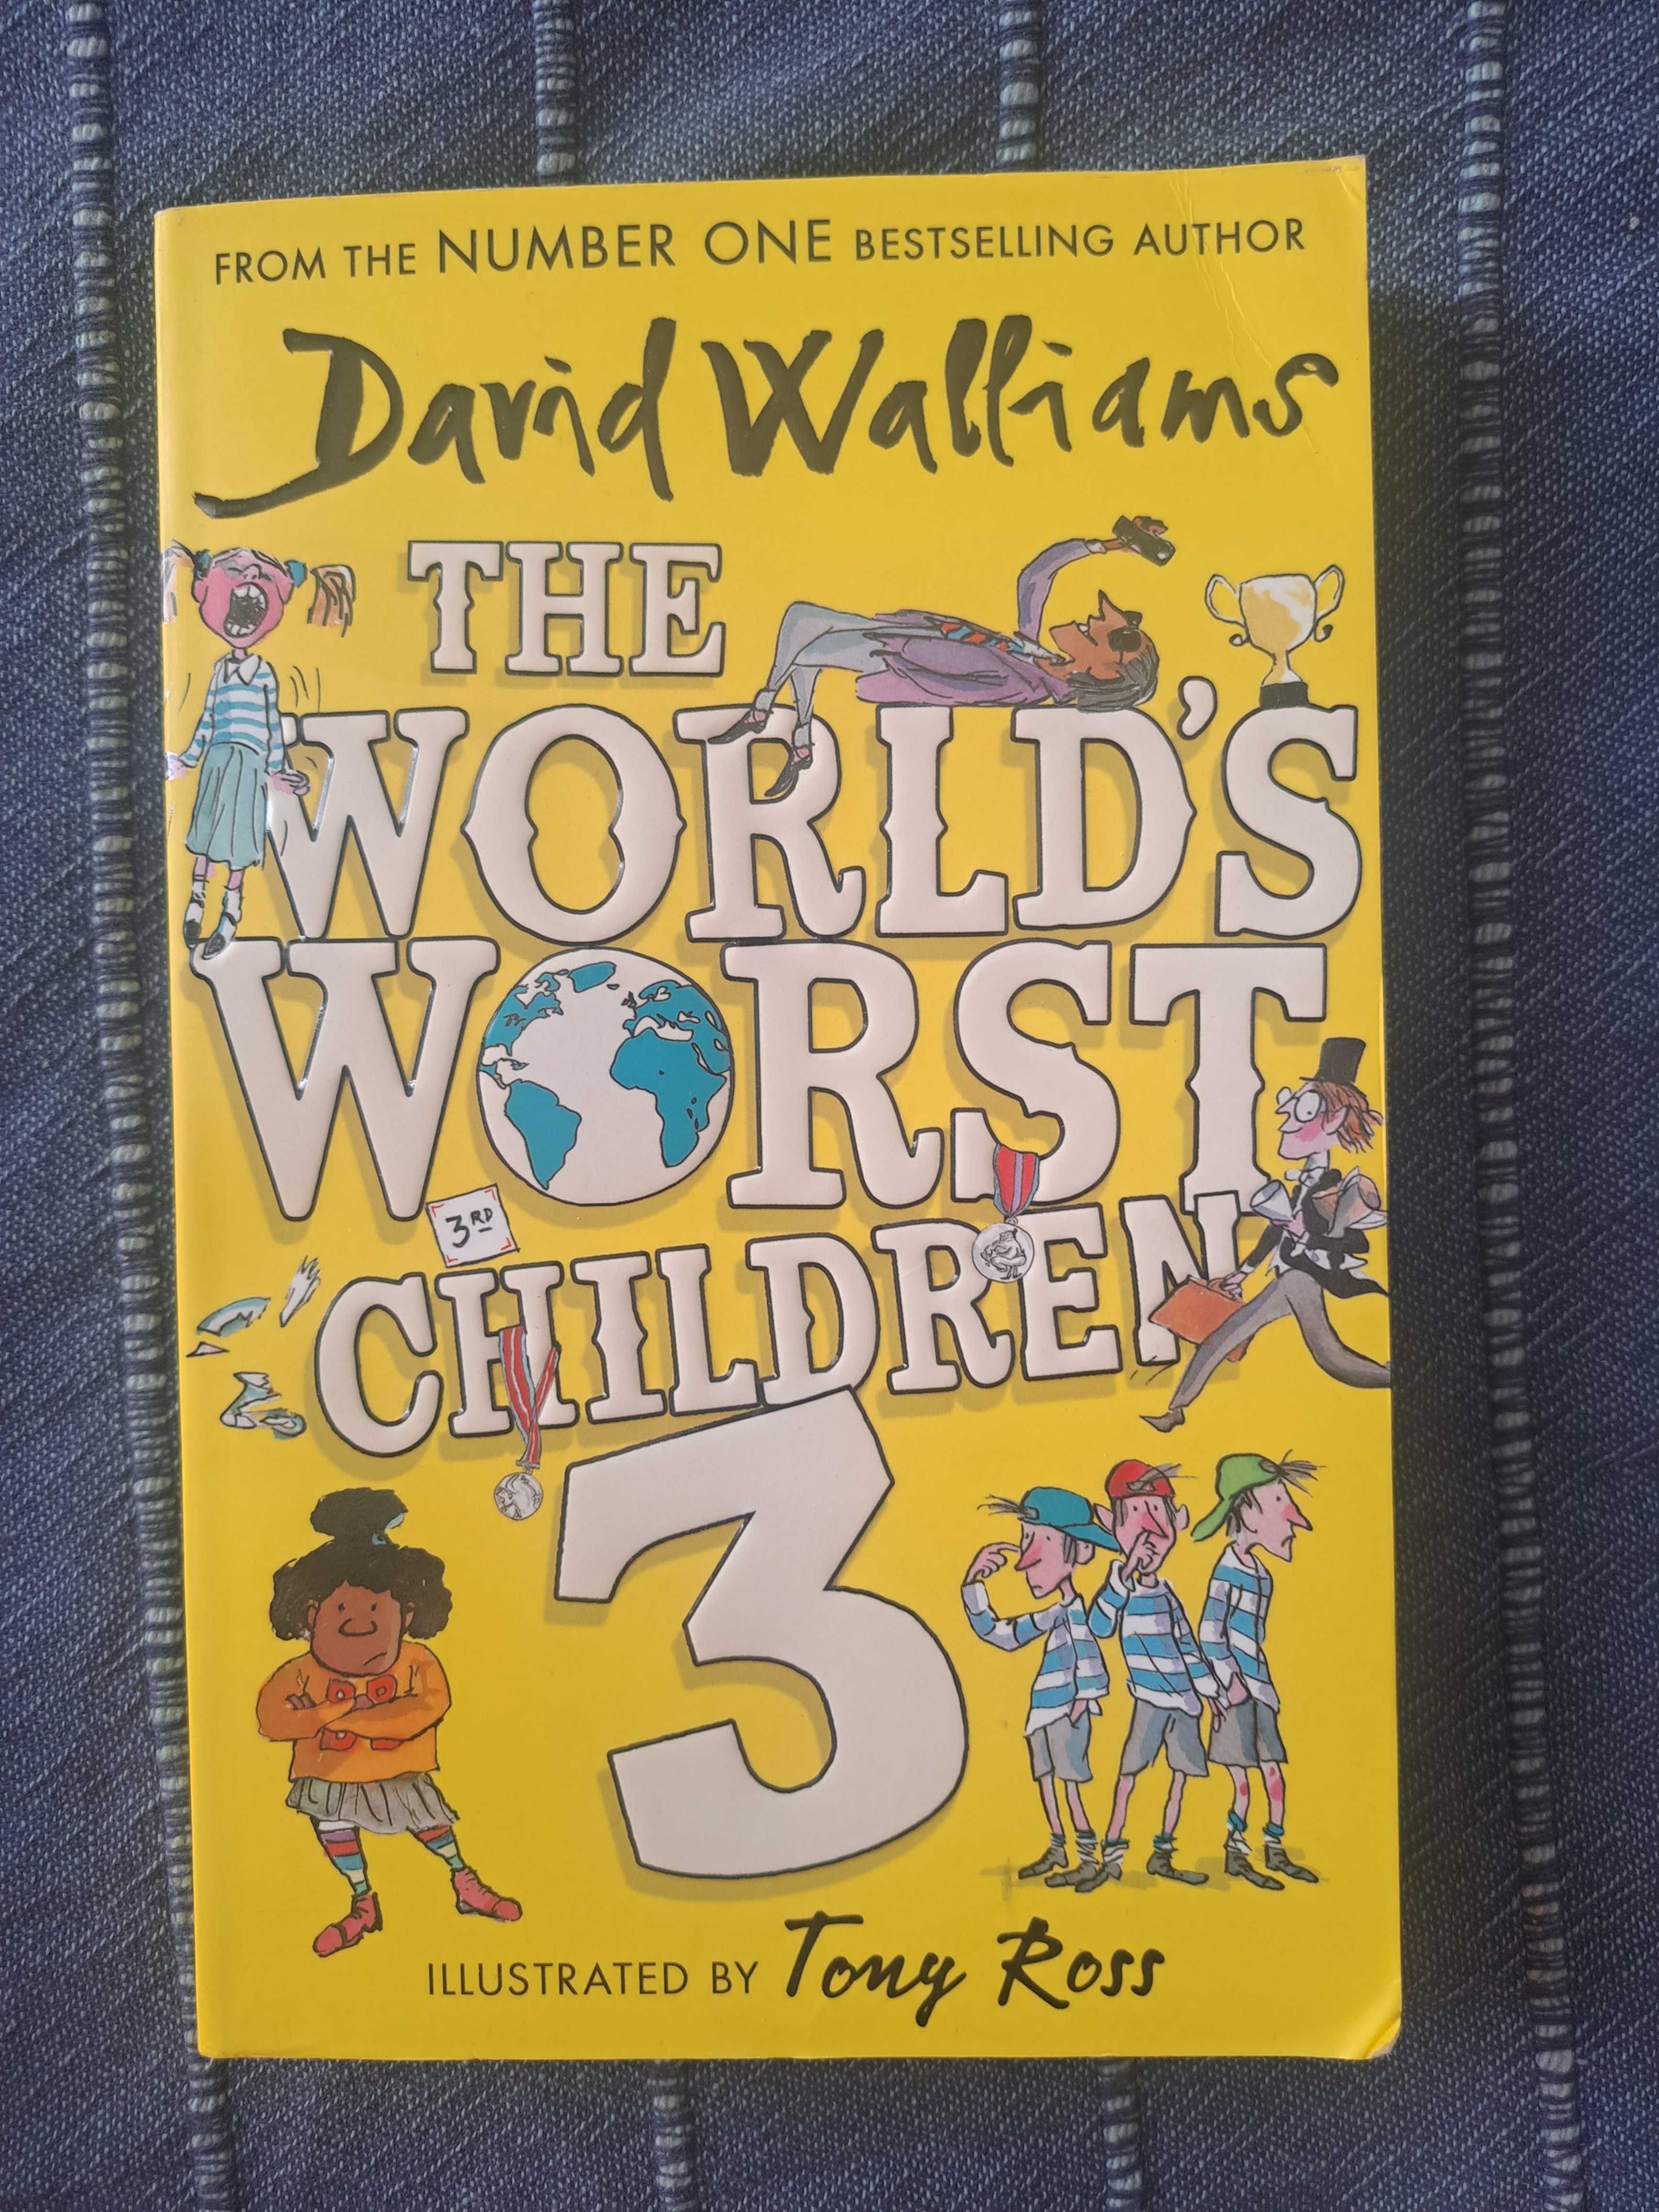 FROM THE NUMBER ONE BESTSELLING AUTHOR
David Walliams
THE
WORLD'S
WORST
3RD
CHILDREN
3
ILLUSTRATED BY Tony Ross